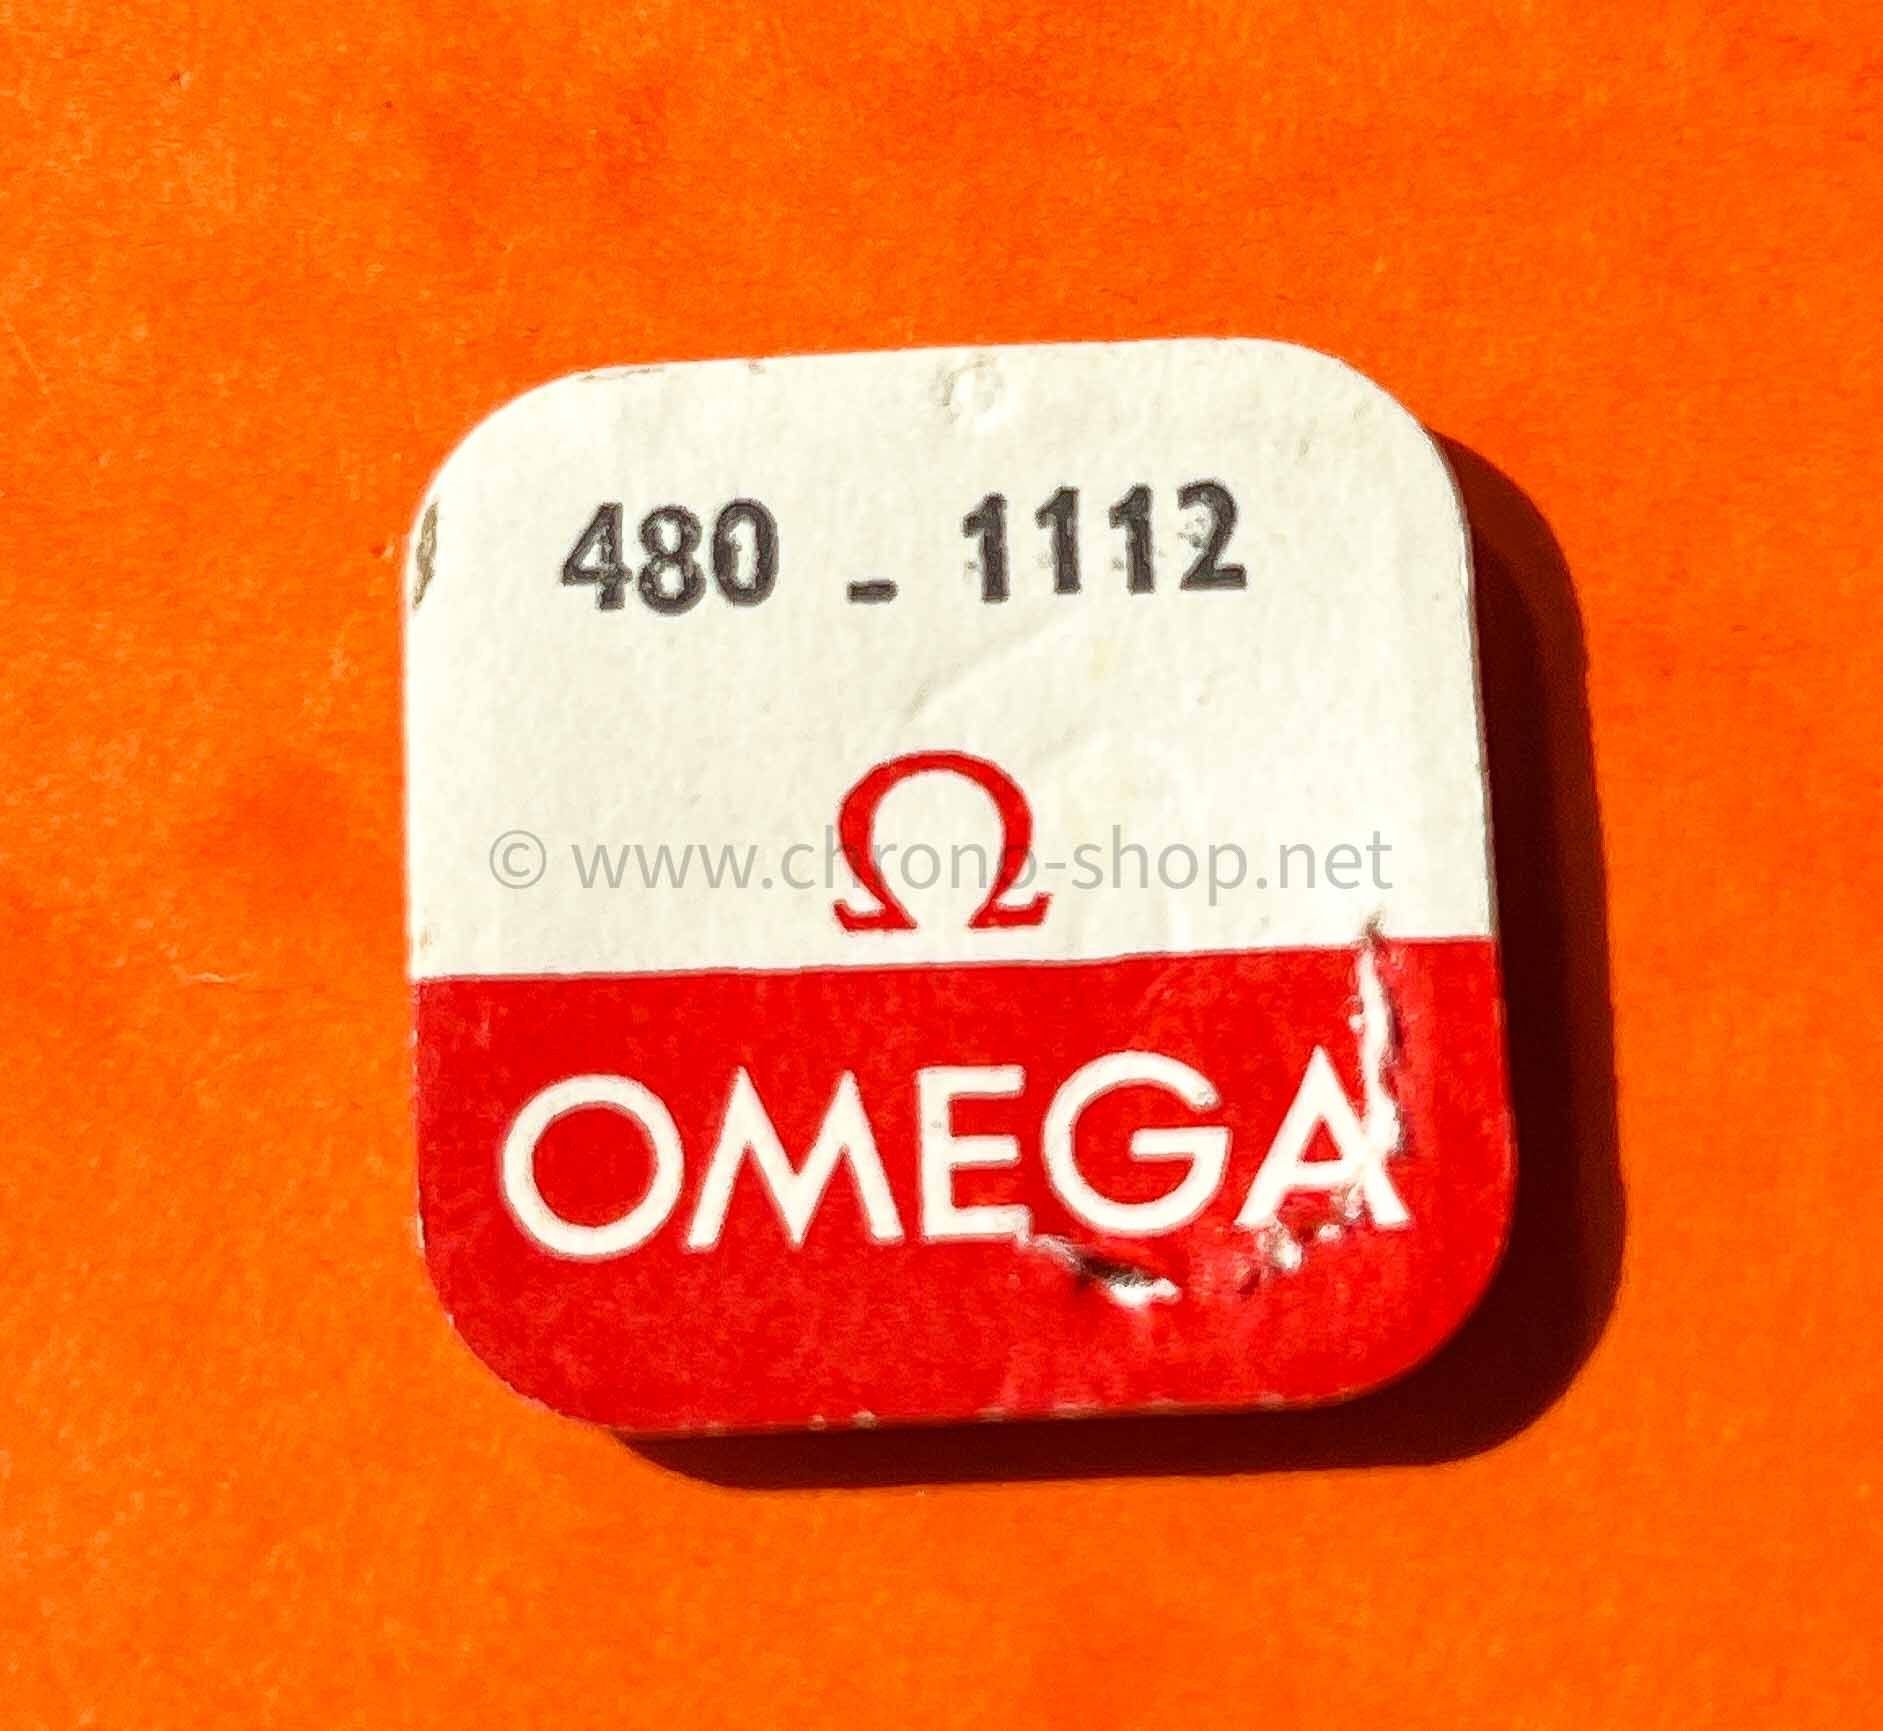 480 - 1112
Ω
© www.chrono-shop.net
OMEGA